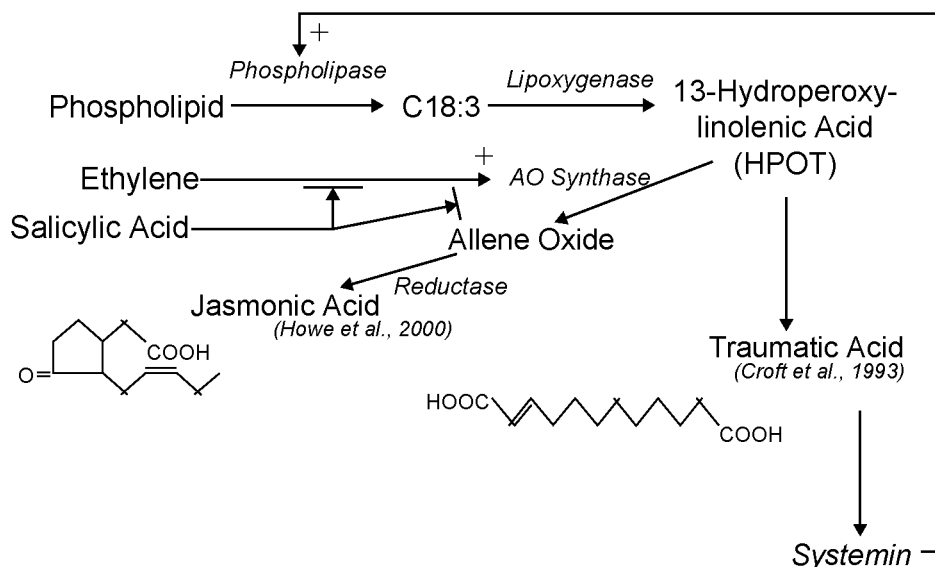 +
Phospholipase
Lipoxygenase
Phospholipid
C18:3
13-Hydroperoxy-
linolenic Acid
(HPOT)
+
Ethylene
AO Synthase
Salicylic Acid
Allene Oxide
Reductase
Jasmonic Acid
(Howe et al., 2000)
COOH
O
Traumatic Acid
(Croft et al., 1993)
HOOC
COOH
Systemin